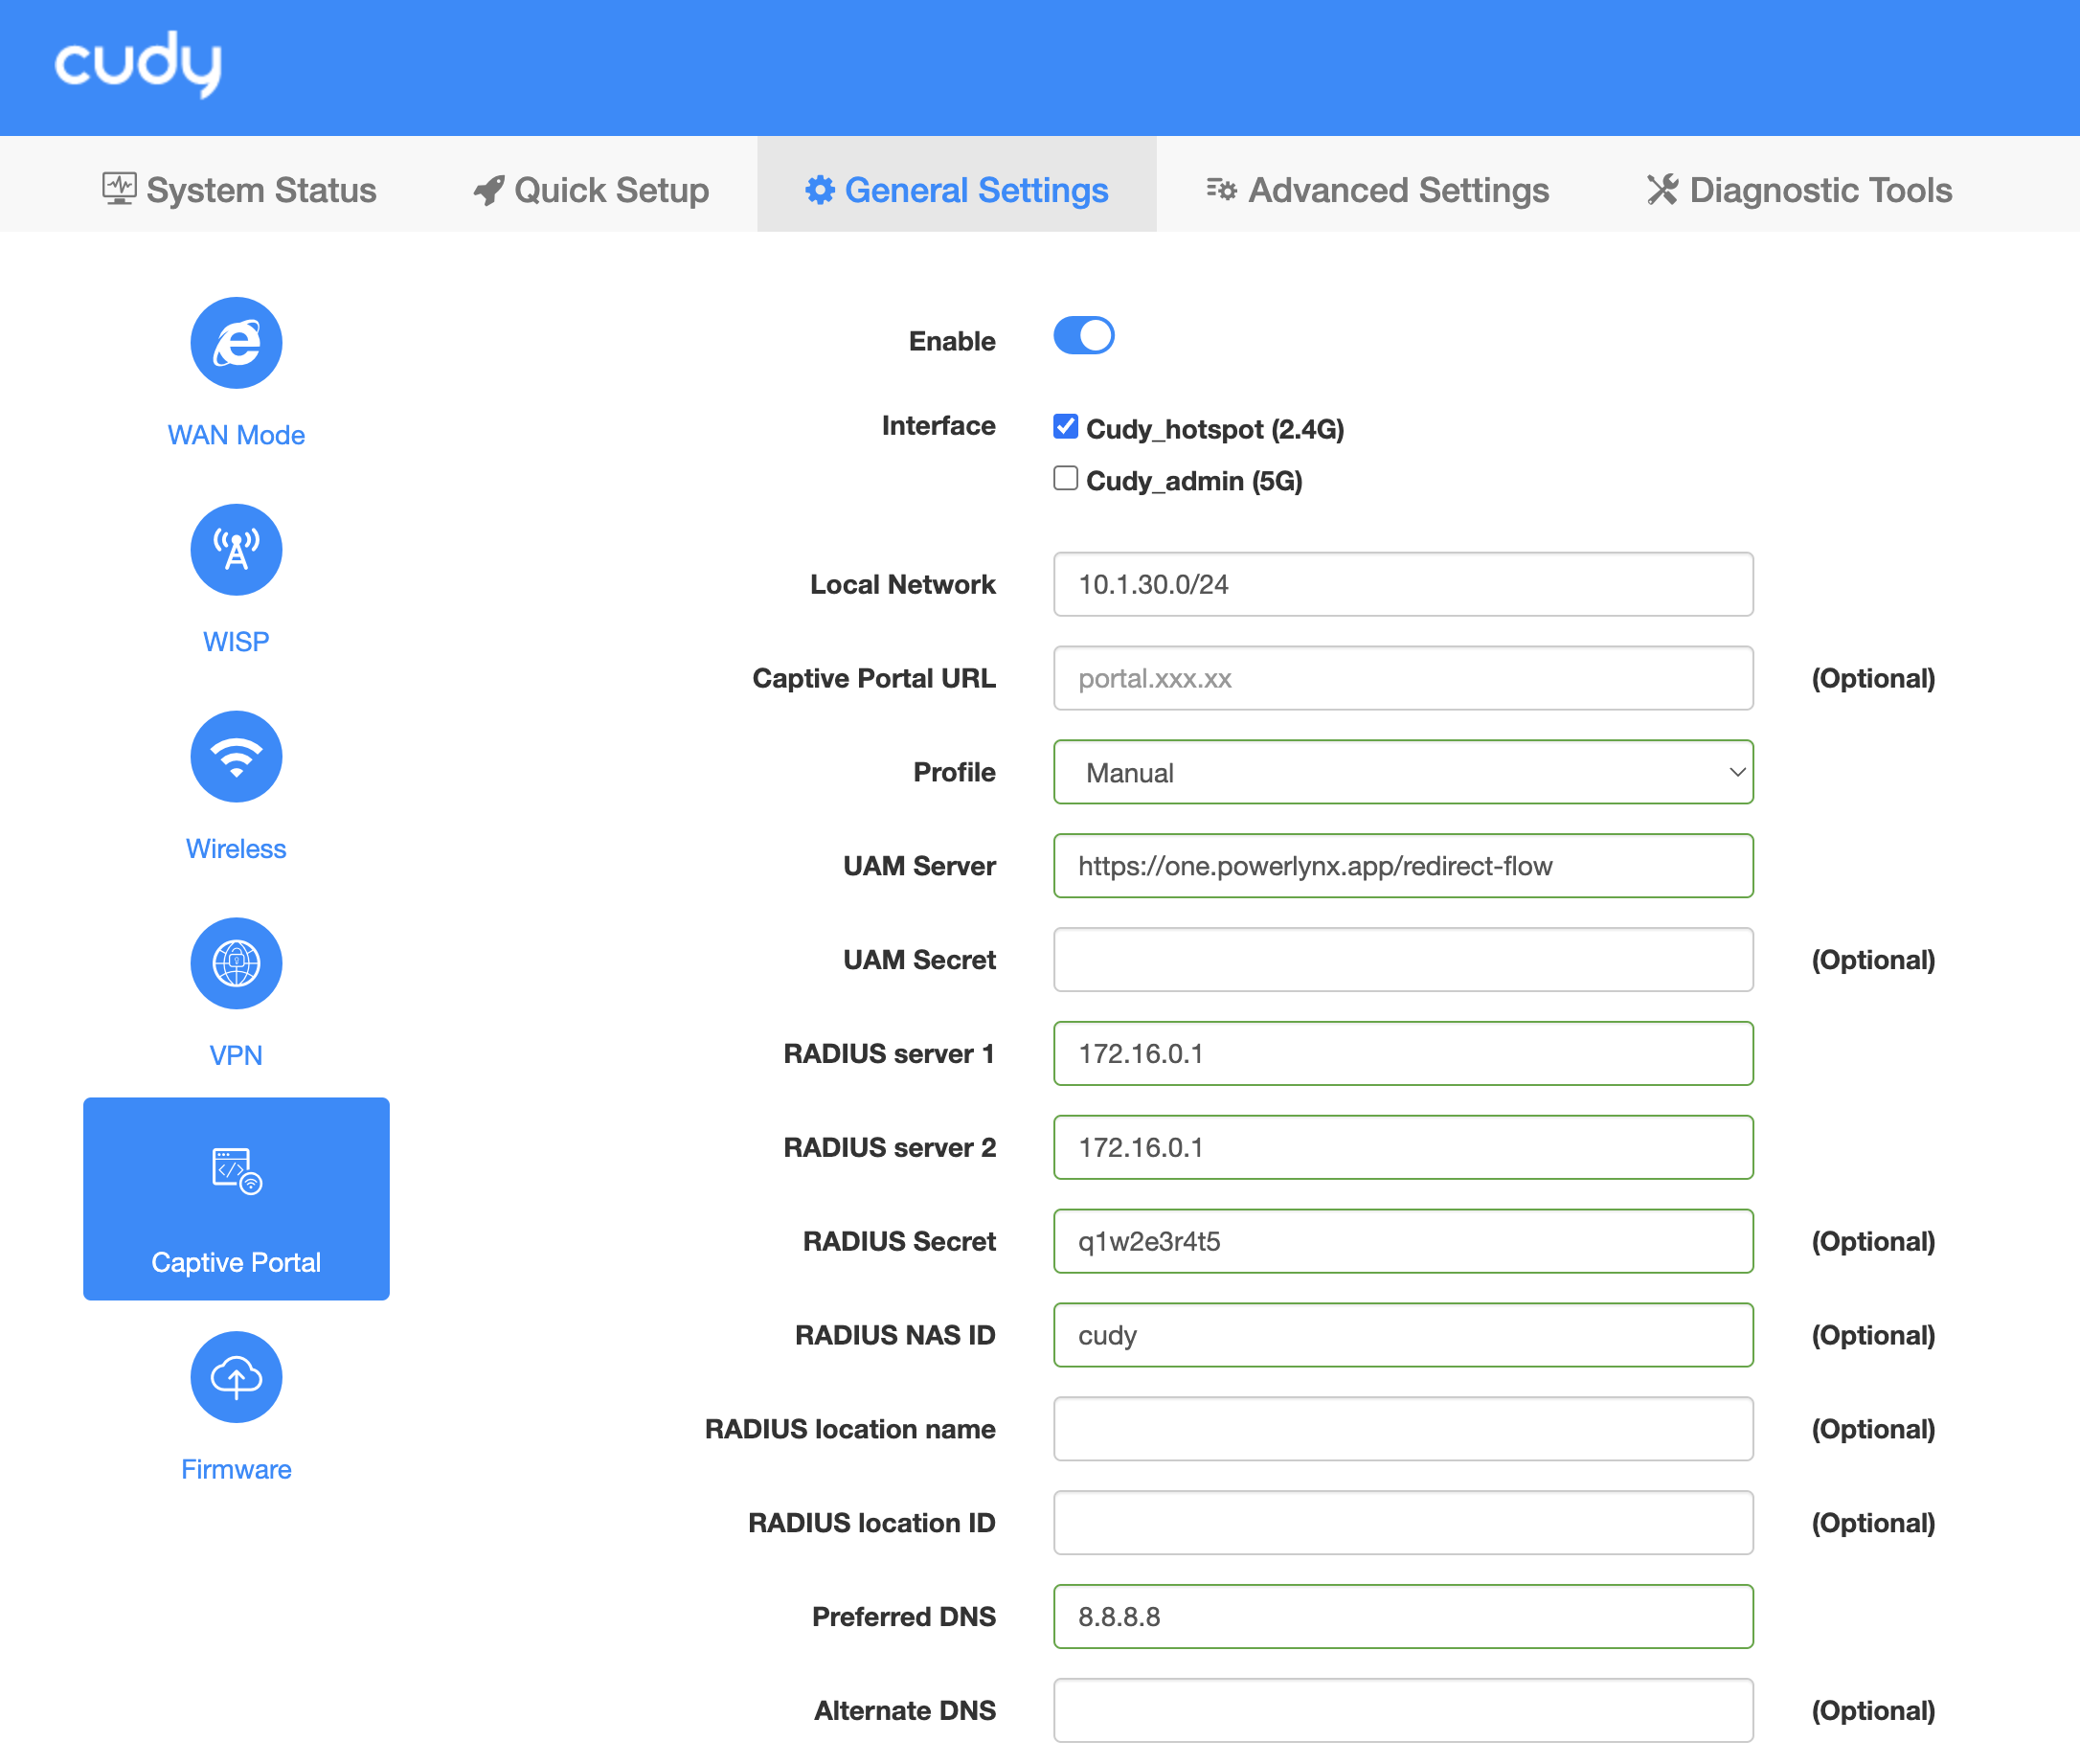 cudy
System Status
Quick Setup
General Settings
Advanced Settings
Diagnostic Tools
WAN Mode
WISP
Wireless
VPN
Captive Portal
Firmware
Enable
Interface
Cudy_hotspot (2.4G)
Cudy_admin (5G)
Local Network
10.1.30.0/24
Captive Portal URL
portal.xxx.xx
(Optional)
Profile
Manual
UAM Server
https://one.powerlynx.app/redirect-flow
UAM Secret
(Optional)
RADIUS server 1
172.16.0.1
RADIUS server 2
172.16.0.1
RADIUS Secret
q1w2e3r4t5
(Optional)
RADIUS NAS ID
cudy
(Optional)
RADIUS location name
(Optional)
RADIUS location ID
(Optional)
Preferred DNS
8.8.8.8
Alternate DNS
(Optional)